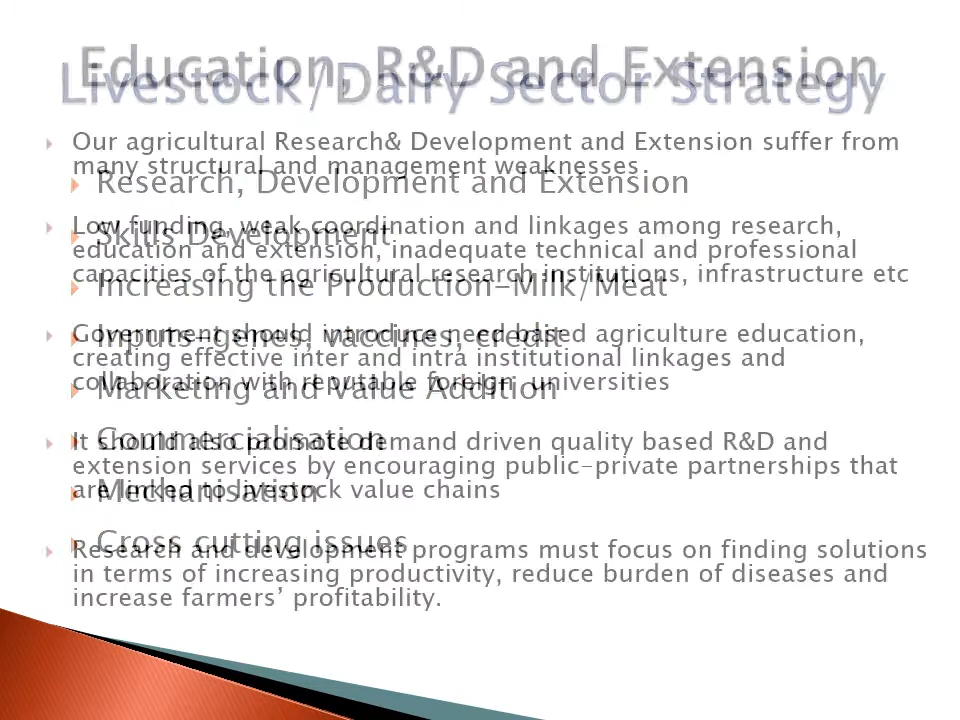 Education, R&D and Extension
Livestock/Dairy Sector Strategy
Our agricultural Research& Development and Extension suffer from
many structural and management weaknesses
Low funding, weak coordination and linkages among research,
education and extension, inadequate technical and professional
capacities of the agricultural research institutions, infrastructure etc
Government should introduce need based agriculture education,
creating effective inter and intra institutional linkages and
collaboration with reputable foreign universities
It should also promote demand driven quality based R&D and
extension services by encouraging public-private partnerships that
are linked to livestock value chains
Research and development programs must focus on finding solutions
in terms of increasing productivity, reduce burden of diseases and
increase farmers’ profitability.
Research, Development and Extension
Skills Development
Increasing the Production-Milk/Meat
Inputs-genes, vaccines, credit
Marketing and Value Addition
Commercialisation
Mechanisation
Cross cutting issues